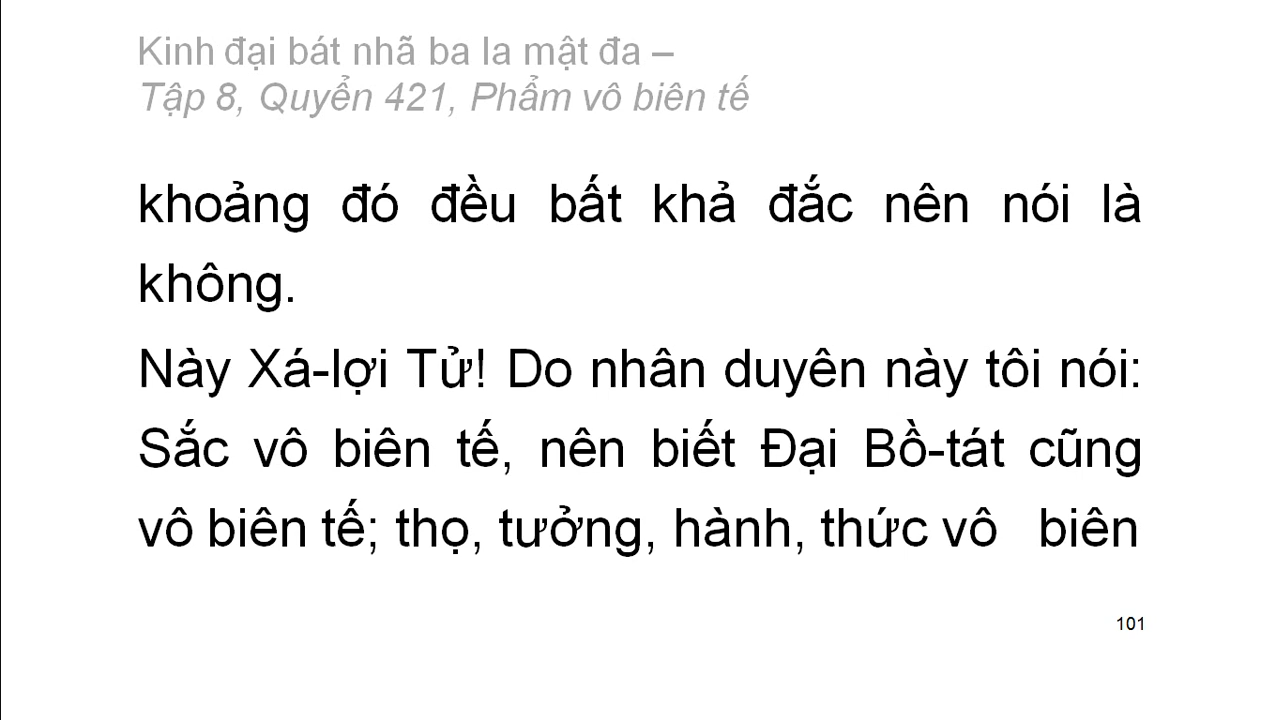 Kinh đại bát nhã ba la mật đa –
Tập 8, Quyển 421, Phẩm vô biên tế
khoảng đó đều bất khả đắc nên nói là
không.
Này Xá-lợi Tử! Do nhân duyên này tôi nói:
Sắc vô biên tế, nên biết Đại Bồ-tát cũng
vô biên tế; thọ, tưởng, hành, thức vô biên
101